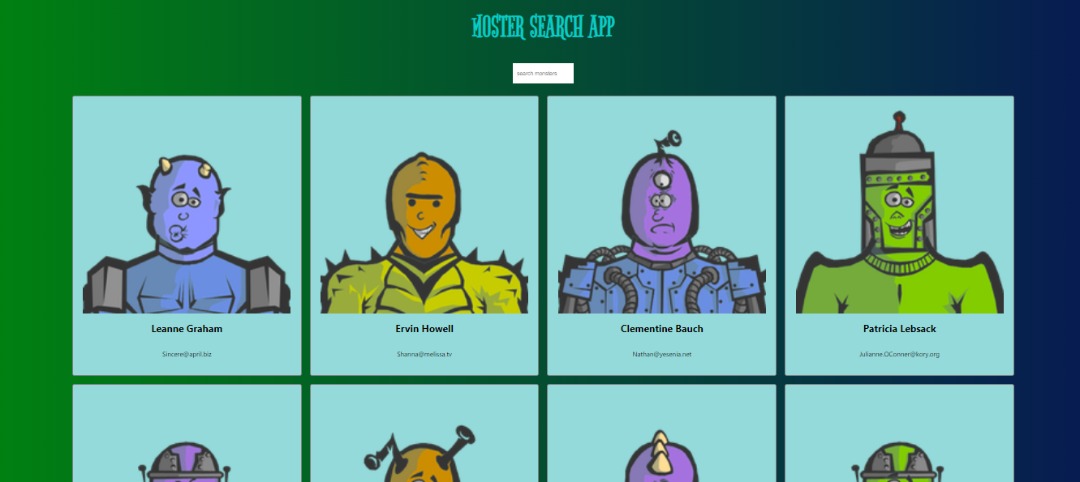 MOSTER SEARCH APP
search monsters
Leanne Graham
Ervin Howell
Clementine Bauch
Patricia Lebsack
Sincere@april.biz
Shanna@melissa.tv
Nathan@yesenia.net
Julianne.OConner@kory.org